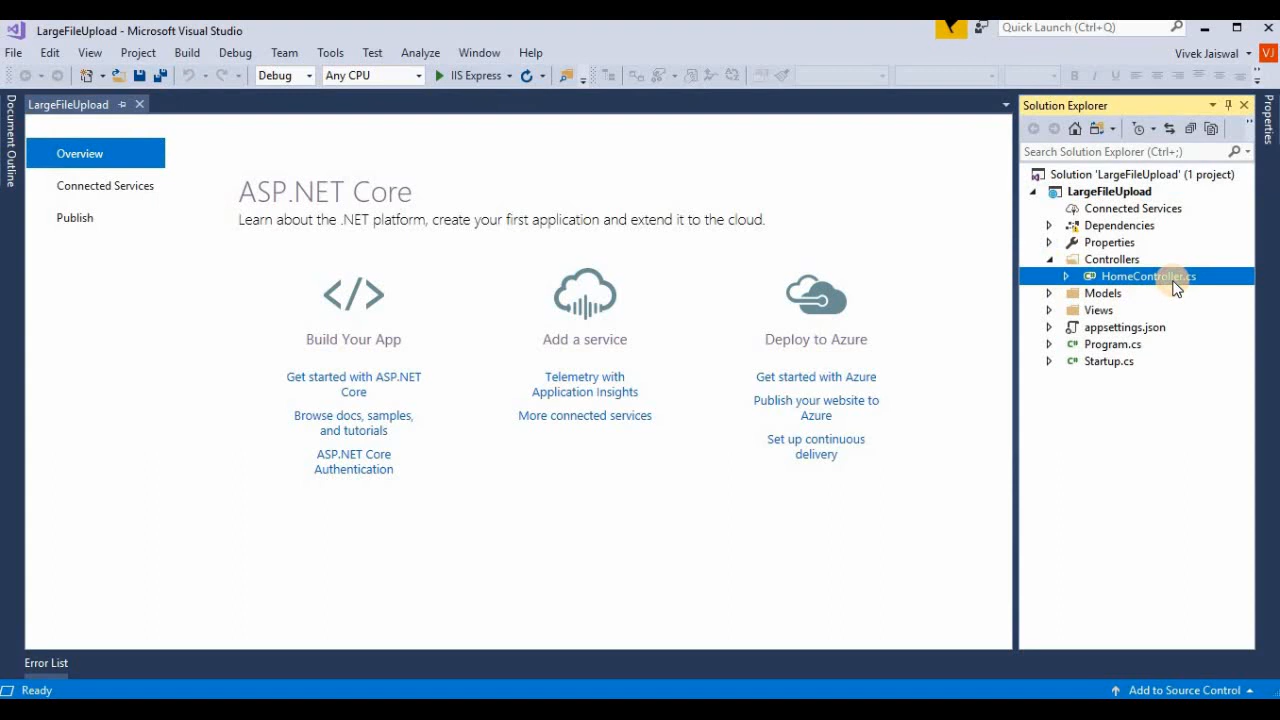 LargeFileUpload - Microsoft Visual Studio
Quick Launch (Ctrl+Q)
File Edit View Project Build Debug Team Tools Test Analyze Window Help
Vivek Jaiswal VJ
Debug Any CPU IIS Express
Document Outline
LargeFileUpload
Overview
Connected Services
Publish
ASP.NET Core
Learn about the .NET platform, create your first application and extend it to the cloud.
Build Your App
Get started with ASP.NET
Core
Browse docs, samples,
and tutorials
ASP.NET Core
Authentication
Add a service
Telemetry with
Application Insights
More connected services
Deploy to Azure
Get started with Azure
Publish your website to
Azure
Set up continuous
delivery
Solution Explorer
Search Solution Explorer (Ctrl+;)
Solution 'LargeFileUpload' (1 project)
LargeFileUpload
Connected Services
Dependencies
Properties
Controllers
HomeController.cs
Models
Views
appsettings.json
Program.cs
Startup.cs
Properties
Error List
Ready
Add to Source Control